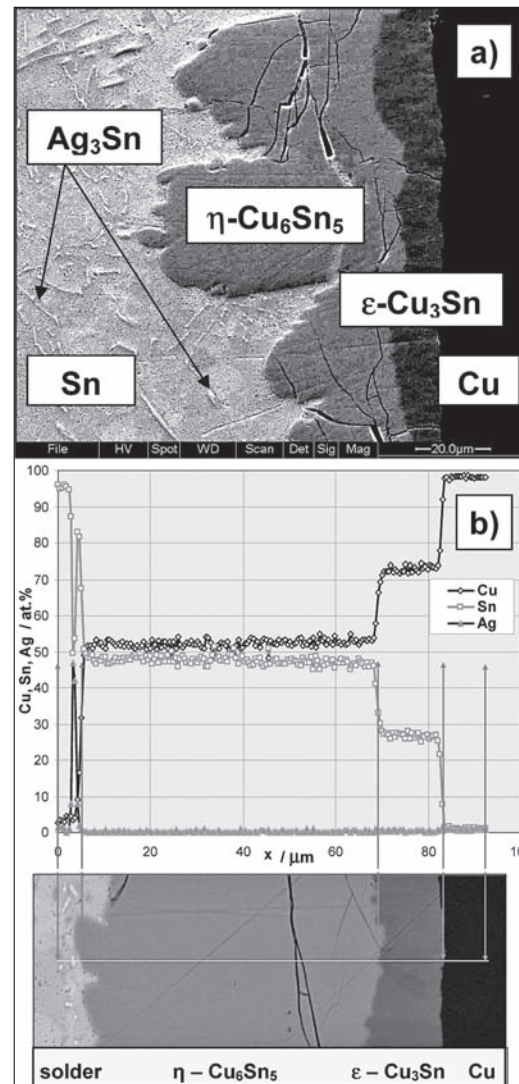 a)
Ag₃Sn
η-Cu₆Sn₅
ε-Cu₃Sn
Sn
Cu
File HV Spot WD Scan Det Sig Mag 20.0μm
b)
Cu, Sn, Ag / at.%
100
90
80
70
60
50
40
30
20
10
0
Cu
Sn
Ag
0 20 40 60 80 100
x / μm
solder η – Cu₆Sn₅ ε – Cu₃Sn Cu